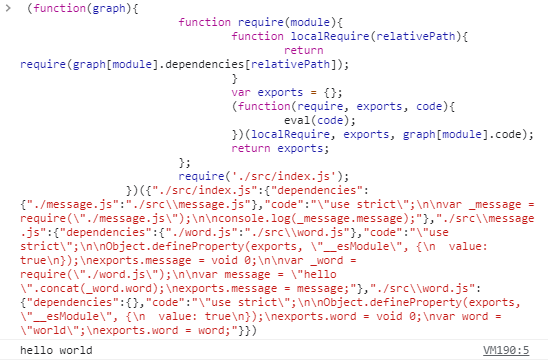 > (function(graph){
function require(module){
function localRequire(relativePath){
return
require(graph[module].dependencies[relativePath]);
}
var exports = {};
(function(require, exports, code){
eval(code);
})(localRequire, exports, graph[module].code);
return exports;
};
require('./src/index.js');
})({"./src/index.js":{"dependencies":
{"./message.js":"./src\\message.js"},"code":"\"use strict\";\n\nvar _message =
require(\"./message.js\");\n\nconsole.log(_message.message);"},"./src\\message
.js":{"dependencies":{"./word.js":"./src\\word.js"},"code":"\"use
strict\";\n\nObject.defineProperty(exports, \"__esModule\", {\n  value:
true\n});\nexports.message = void 0;\n\nvar _word =
require(\"./word.js\");\n\nvar message = \"hello
\".concat(_word.word);\nexports.message = message;"},"./src\\word.js":
{"dependencies":{},"code":"\"use strict\";\n\nObject.defineProperty(exports,
\"__esModule\", {\n  value: true\n});\nexports.word = void 0;\nvar word =
\"world\";\nexports.word = word;"}})
hello world VM190:5